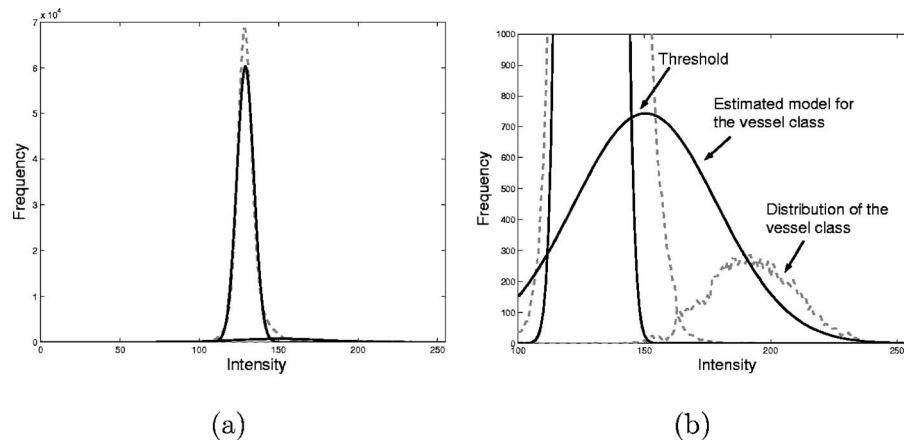 x 10^4
7
6
5
4
3
2
1
0
Frequency
0 50 100 150 200 250
Intensity
(a)
1000
900
800
700
600
500
400
300
200
100
0
Frequency
Threshold
Estimated model for
the vessel class
Distribution of the
vessel class
100 150 200 250
Intensity
(b)